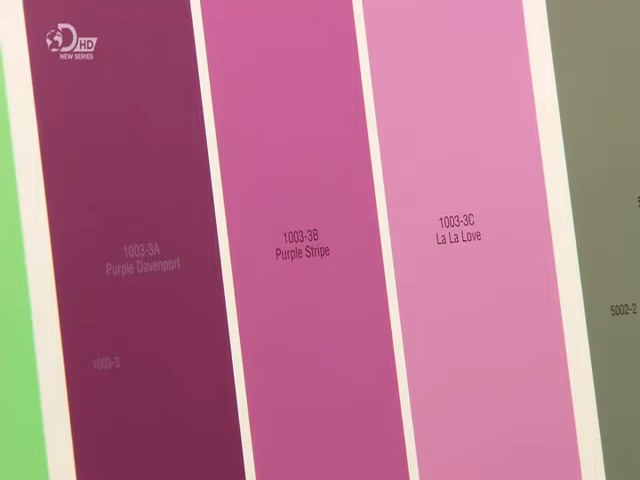 D HD
NEW SERIES
1003-3A
Purple Davenport
1003-3
1003-3B
Purple Stripe
1003-3C
La La Love
5002-2